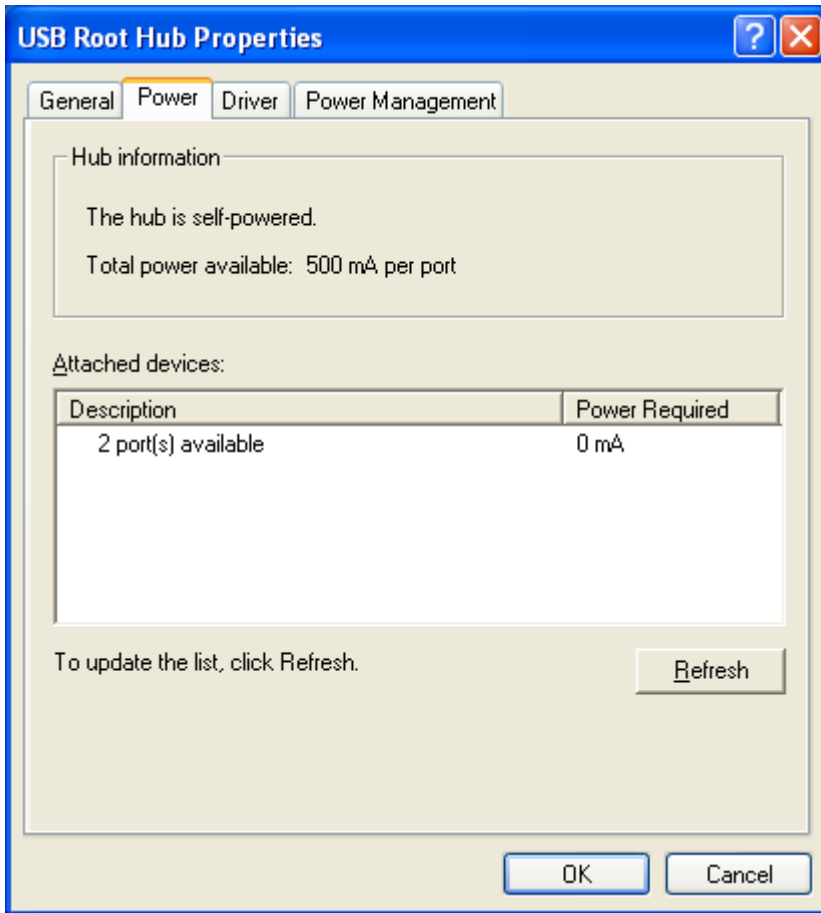 USB Root Hub Properties
General Power Driver Power Management
Hub information
The hub is self-powered.
Total power available: 500 mA per port
Attached devices:
Description Power Required
2 port(s) available 0 mA
To update the list, click Refresh.
Refresh
OK Cancel